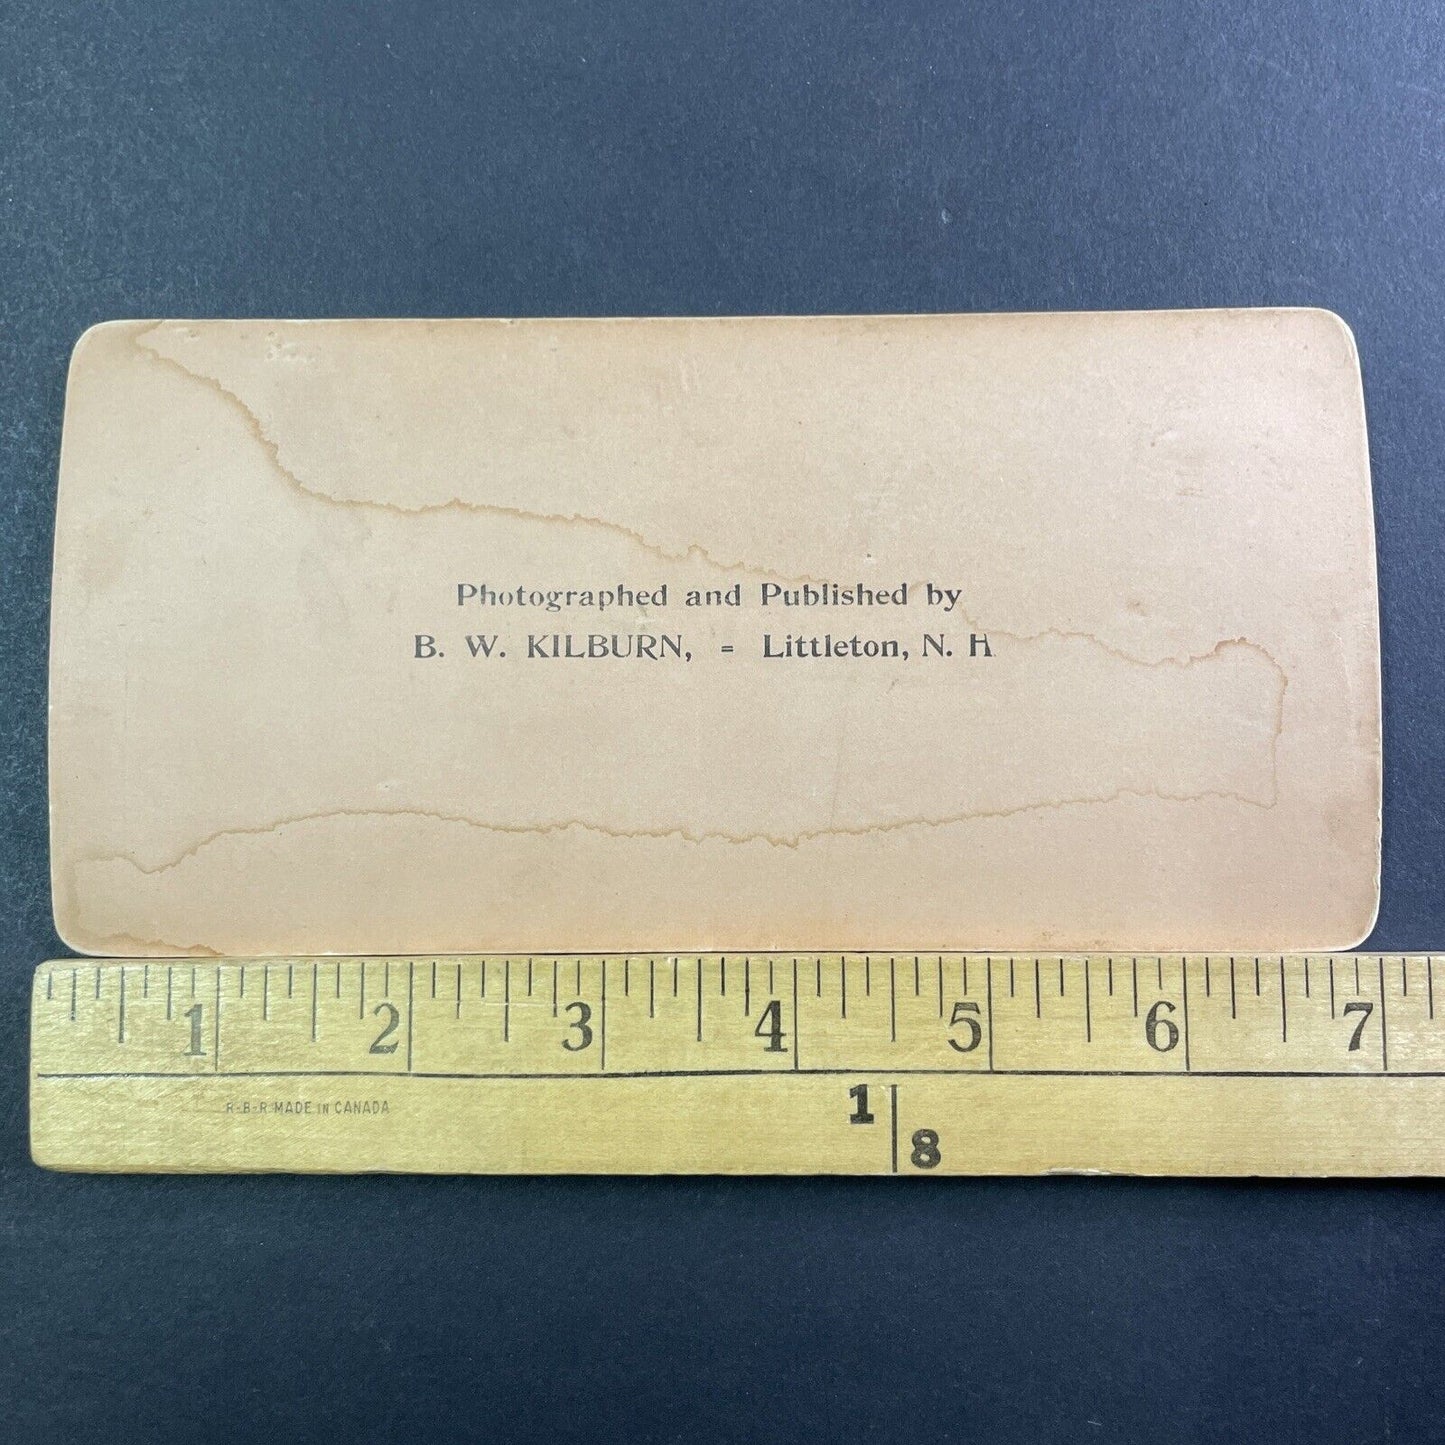 Photographed and Published by
B. W. KILBURN, = Littleton, N. H
1 2 3 4 5 6 7
R-B-R MADE IN CANADA
1
8